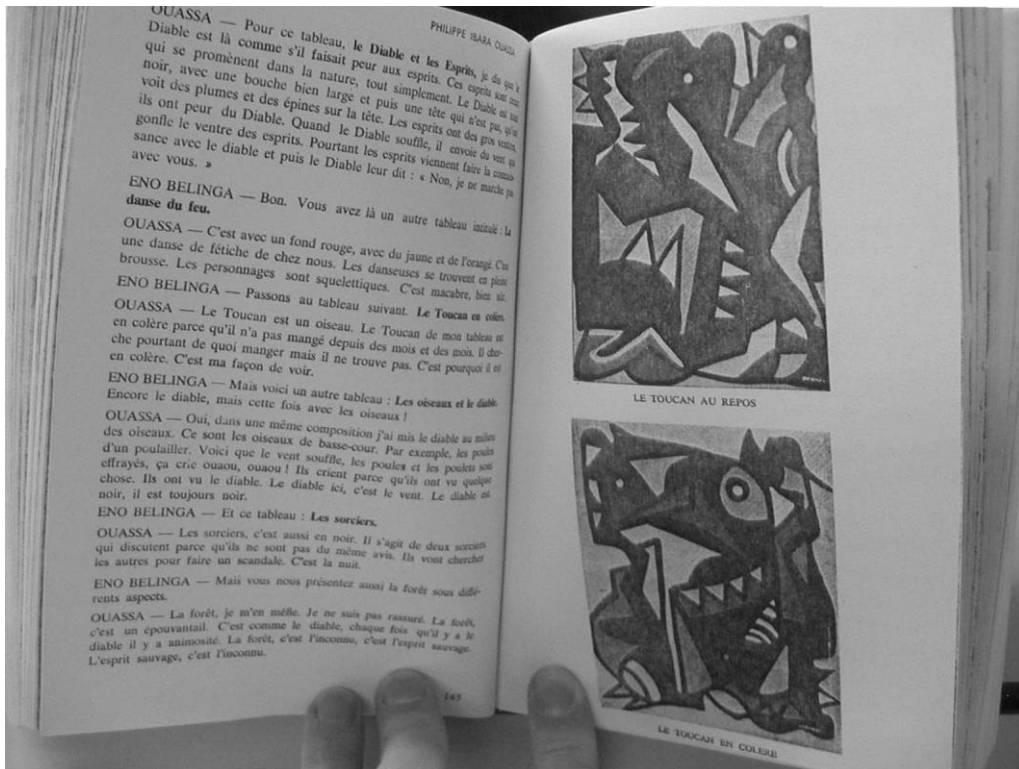 PHILIPPE IBARA OUASSA
OUASSA — Pour ce tableau, le Diable et les Esprits, je dis que le
Diable est là comme s'il faisait peur aux esprits. Ces esprits sont ceux
qui se promènent dans la nature, tout simplement. Le Diable est tout
noir, avec une bouche bien large et puis une tête qui n'est pas, qu'on
voit des plumes et des épines sur la tête. Les esprits ont des gros ventres,
ils ont peur du Diable. Quand le Diable souffle, il envoie du vent qui
gonfle le ventre des esprits. Pourtant les esprits viennent faire la connais-
sance avec le diable et puis le Diable leur dit : « Non, je ne marche pas
avec vous. »
ENO BELINGA — Bon. Vous avez là un autre tableau intitulé : La
danse du feu.
OUASSA — C'est avec un fond rouge, avec du jaune et de l'orangé. C'est
une danse de fétiche de chez nous. Les danseuses se trouvent en pleine
brousse. Les personnages sont squelettiques. C'est macabre, bien sûr.
ENO BELINGA — Passons au tableau suivant. Le Toucan en colère.
OUASSA — Le Toucan est un oiseau. Le Toucan de mon tableau est
en colère parce qu'il n'a pas mangé depuis des mois et des mois. Il cher-
che pourtant de quoi manger mais il ne trouve pas. C'est pourquoi il est
en colère. C'est ma façon de voir.
ENO BELINGA — Mais voici un autre tableau : Les oiseaux et le diable.
Encore le diable, mais cette fois avec les oiseaux !
OUASSA — Oui, dans une même composition j'ai mis le diable au milieu
des oiseaux. Ce sont les oiseaux de basse-cour. Par exemple, les poules
d'un poulailler. Voici que le vent souffle, les poules et les poulets sont
effrayés, ça crie ouaou, ouaou ! Ils crient parce qu'ils ont vu quelque
chose. Ils ont vu le diable. Le diable ici, c'est le vent. Le diable est
noir, il est toujours noir.
ENO BELINGA — Et ce tableau : Les sorciers.
OUASSA — Les sorciers, c'est aussi en noir. Il s'agit de deux sorciers
qui discutent parce qu'ils ne sont pas du même avis. Ils vont chercher
les autres pour faire un scandale. C'est la nuit.
ENO BELINGA — Mais vous nous présentez aussi la forêt sous diffé-
rents aspects.
OUASSA — La forêt, je m'en méfie. Je ne suis pas rassuré. La forêt,
c'est un épouvantail. C'est comme le diable, chaque fois qu'il y a le
diable il y a animosité. La forêt, c'est l'inconnu, c'est l'esprit sauvage.
L'esprit sauvage, c'est l'inconnu.
145
LE TOUCAN AU REPOS
LE TOUCAN EN COLERE